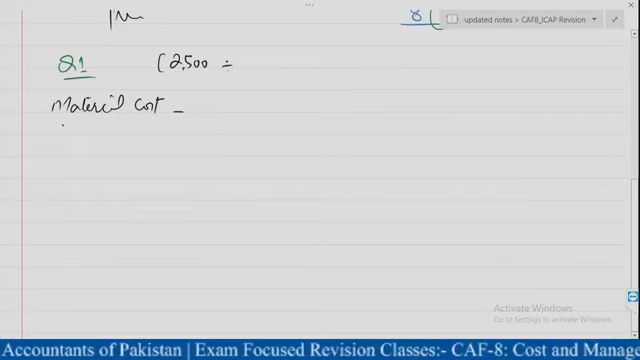 updated notes > CAF8_ICAP Revision
Q1 (2,500 ÷
Material Cost -
Activate Windows
Go to Settings to activate Windows.
Accountants of Pakistan | Exam Focused Revision Classes:- CAF-8: Cost and Manag